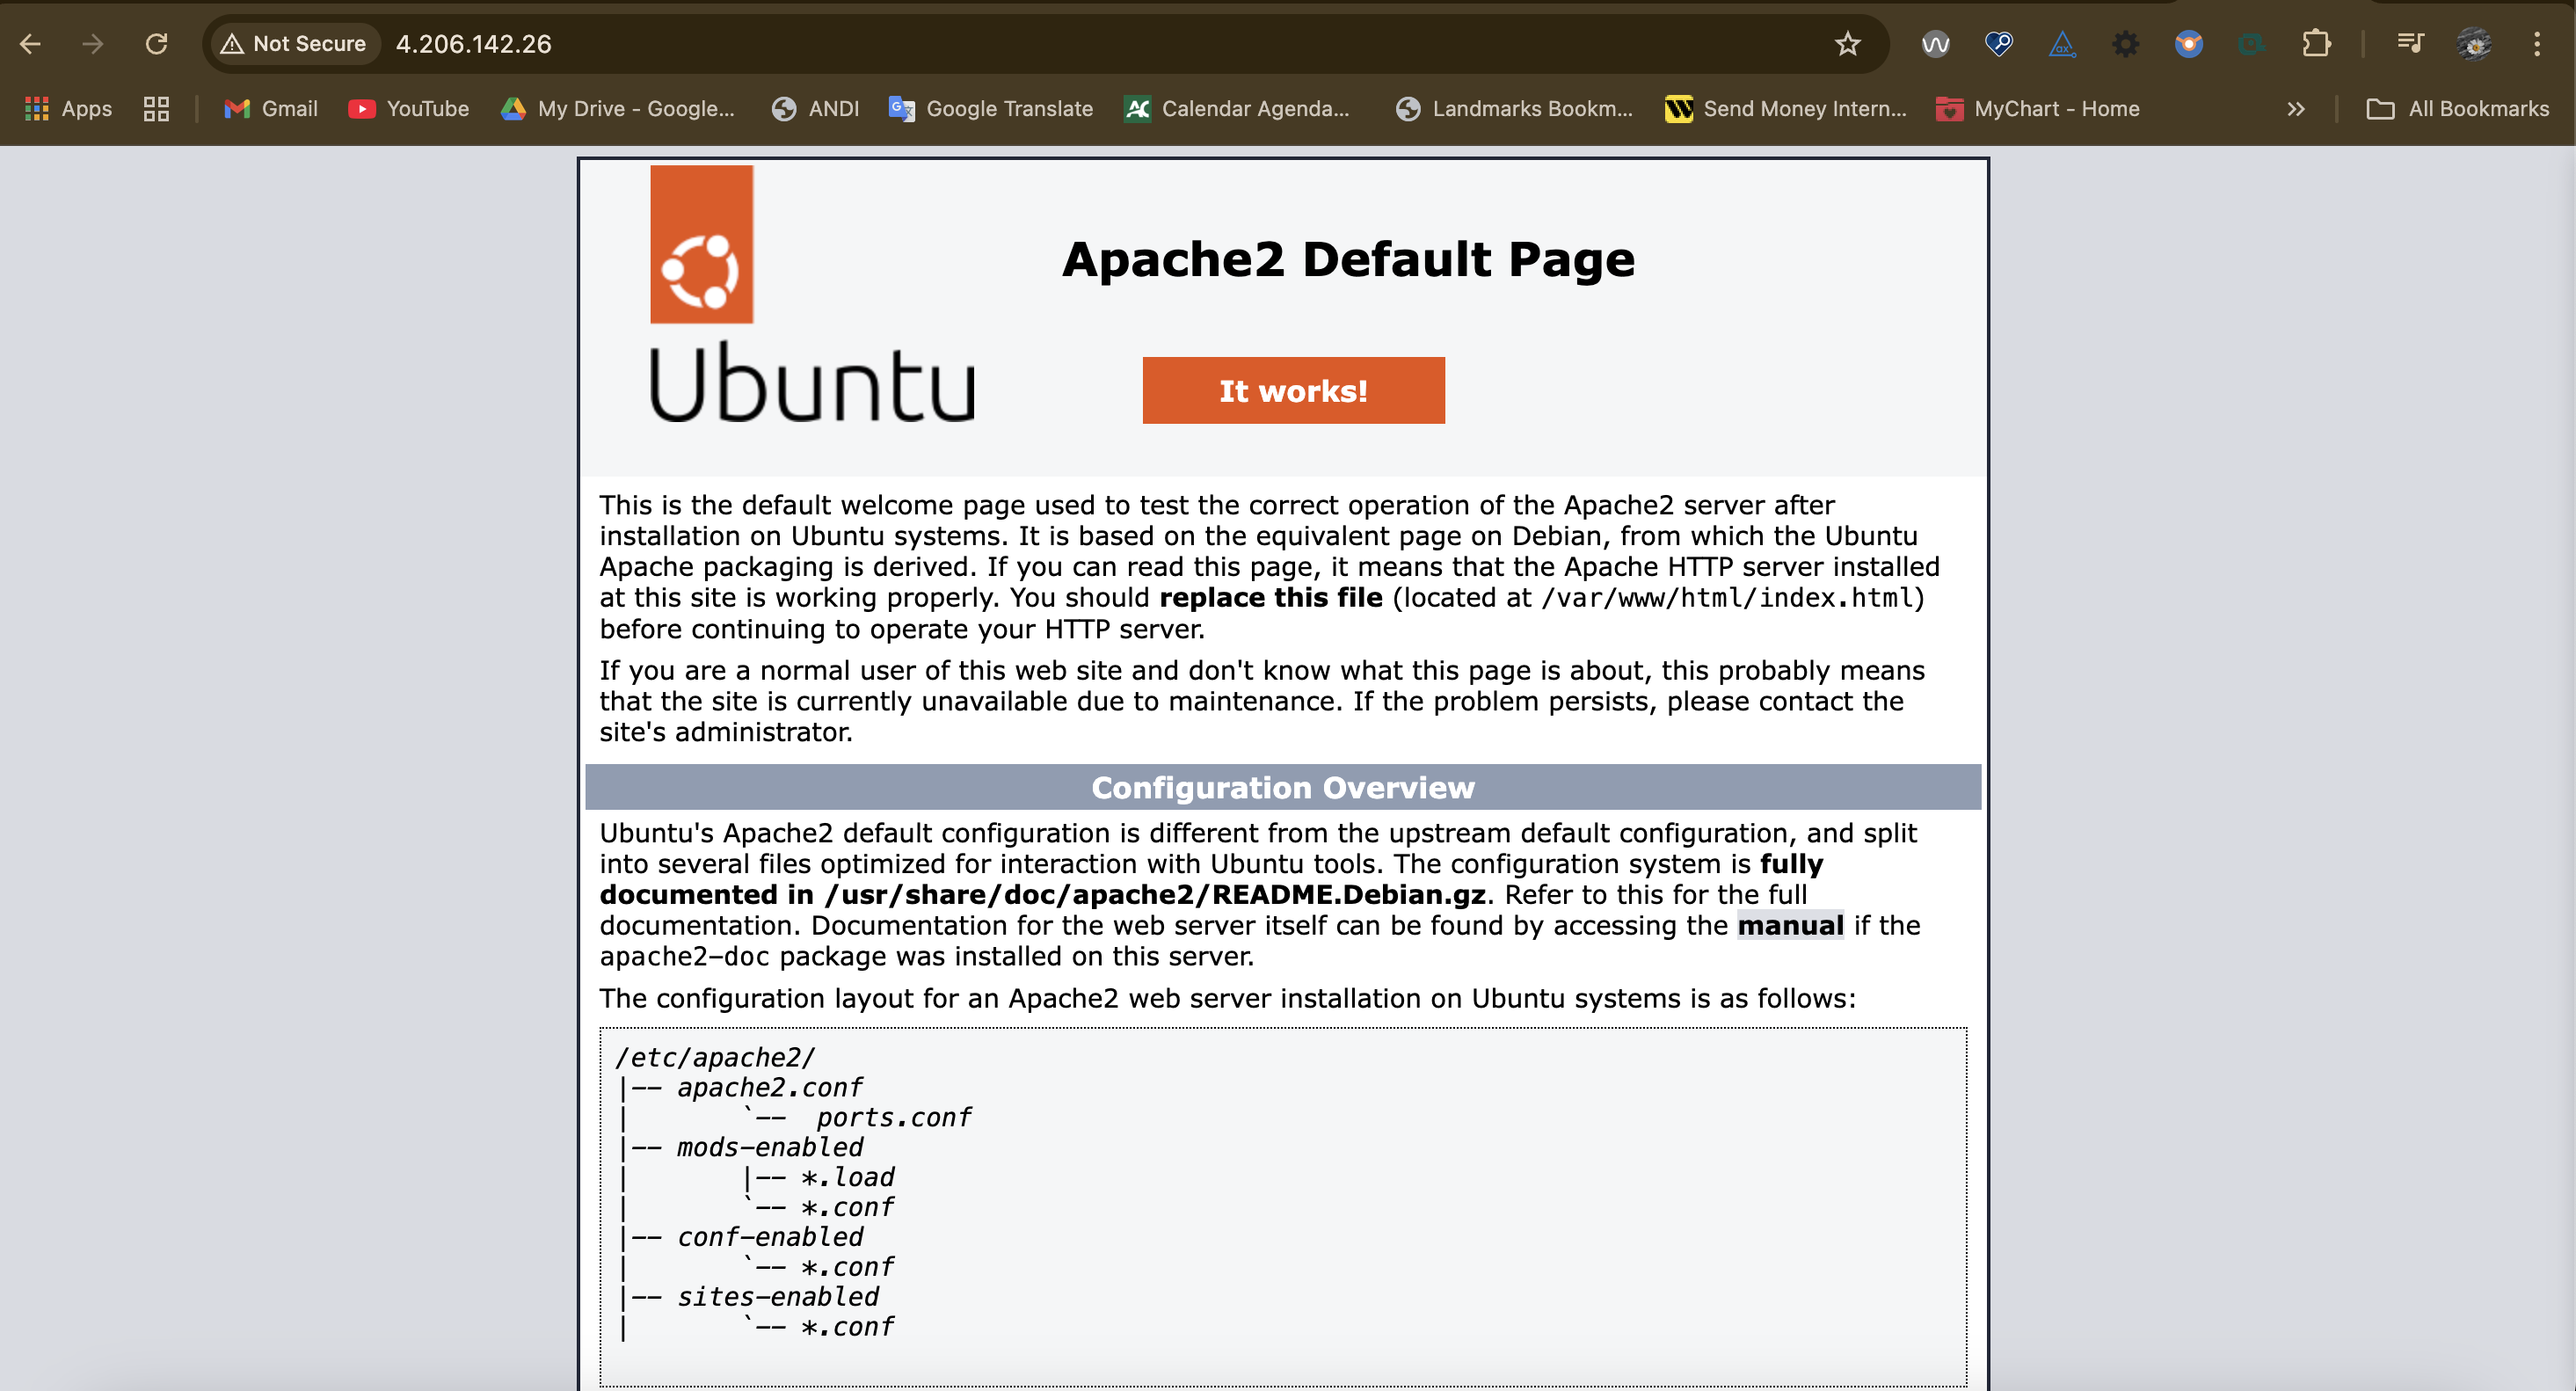 Not Secure 4.206.142.26
Apps Gmail YouTube My Drive - Google... ANDI Google Translate Calendar Agenda... Landmarks Bookm... Send Money Intern... MyChart - Home All Bookmarks
Apache2 Default Page
Ubuntu
It works!
This is the default welcome page used to test the correct operation of the Apache2 server after
installation on Ubuntu systems. It is based on the equivalent page on Debian, from which the Ubuntu
Apache packaging is derived. If you can read this page, it means that the Apache HTTP server installed
at this site is working properly. You should replace this file (located at /var/www/html/index.html)
before continuing to operate your HTTP server.
If you are a normal user of this web site and don't know what this page is about, this probably means
that the site is currently unavailable due to maintenance. If the problem persists, please contact the
site's administrator.
Configuration Overview
Ubuntu's Apache2 default configuration is different from the upstream default configuration, and split
into several files optimized for interaction with Ubuntu tools. The configuration system is fully
documented in /usr/share/doc/apache2/README.Debian.gz. Refer to this for the full
documentation. Documentation for the web server itself can be found by accessing the manual if the
apache2-doc package was installed on this server.
The configuration layout for an Apache2 web server installation on Ubuntu systems is as follows:
/etc/apache2/
|-- apache2.conf
|       `--  ports.conf
|-- mods-enabled
|       |-- *.load
|       `-- *.conf
|-- conf-enabled
|       `-- *.conf
|-- sites-enabled
|       `-- *.conf